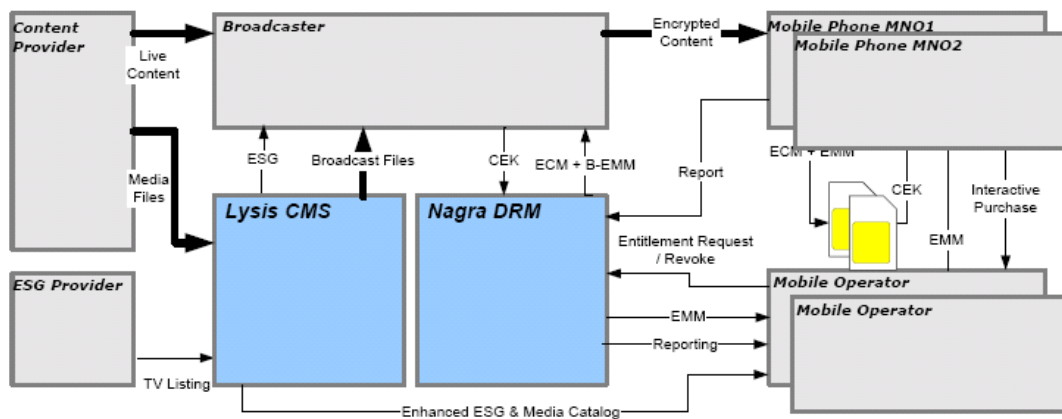 Content
Provider
Live
Content
Media
Files
Broadcaster
Encrypted
Content
Mobile Phone MNO1
Mobile Phone MNO2
ESG
Broadcast Files
CEK
ECM + B-EMM
Report
ECM + EMM
CEK
EMM
Interactive
Purchase
Lysis CMS
Nagra DRM
Entitlement Request
/ Revoke
EMM
Reporting
ESG Provider
TV Listing
Mobile Operator
Mobile Operator
Enhanced ESG & Media Catalog